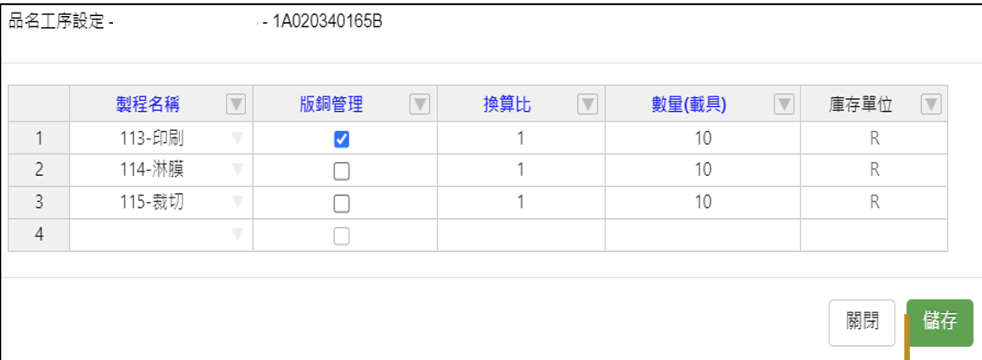 品名工序設定 - - 1A020340165B
製程名稱 版銅管理 換算比 數量(載具) 庫存單位
1 113-印刷 1 10 R
2 114-淋膜 1 10 R
3 115-裁切 1 10 R
4
關閉 儲存